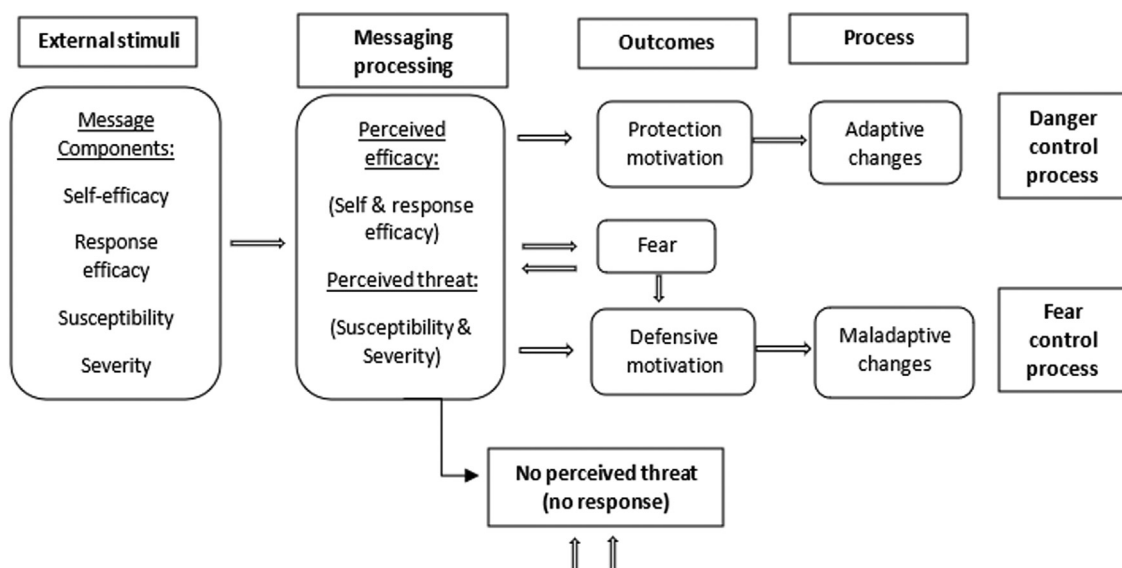 External stimuli
Messaging
processing
Outcomes
Process
Message
Components:
Self-efficacy
Response
efficacy
Susceptibility
Severity
Perceived
efficacy:
(Self & response
efficacy)
Perceived threat:
(Susceptibility &
Severity)
Protection
motivation
Adaptive
changes
Danger
control
process
Fear
Defensive
motivation
Maladaptive
changes
Fear
control
process
No perceived threat
(no response)